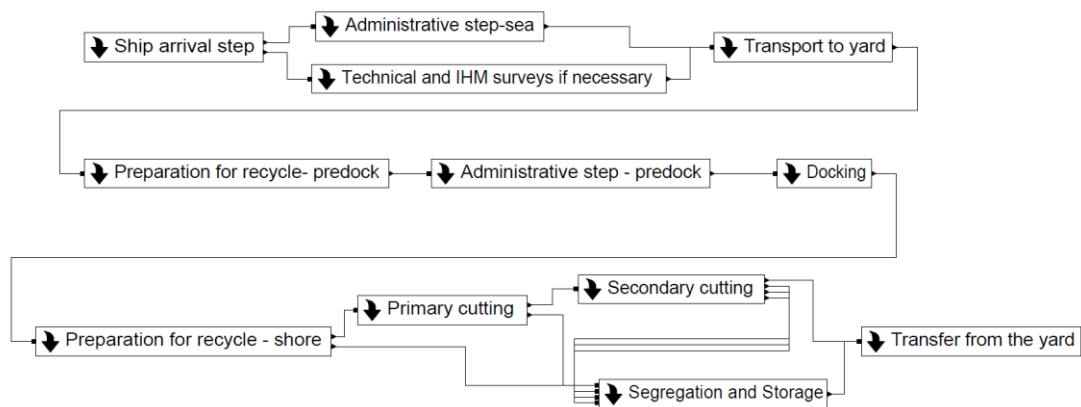 Administrative step-sea
Ship arrival step
Transport to yard
Technical and IHM surveys if necessary
Preparation for recycle- predock
Administrative step - predock
Docking
Secondary cutting
Primary cutting
Preparation for recycle - shore
Transfer from the yard
Segregation and Storage